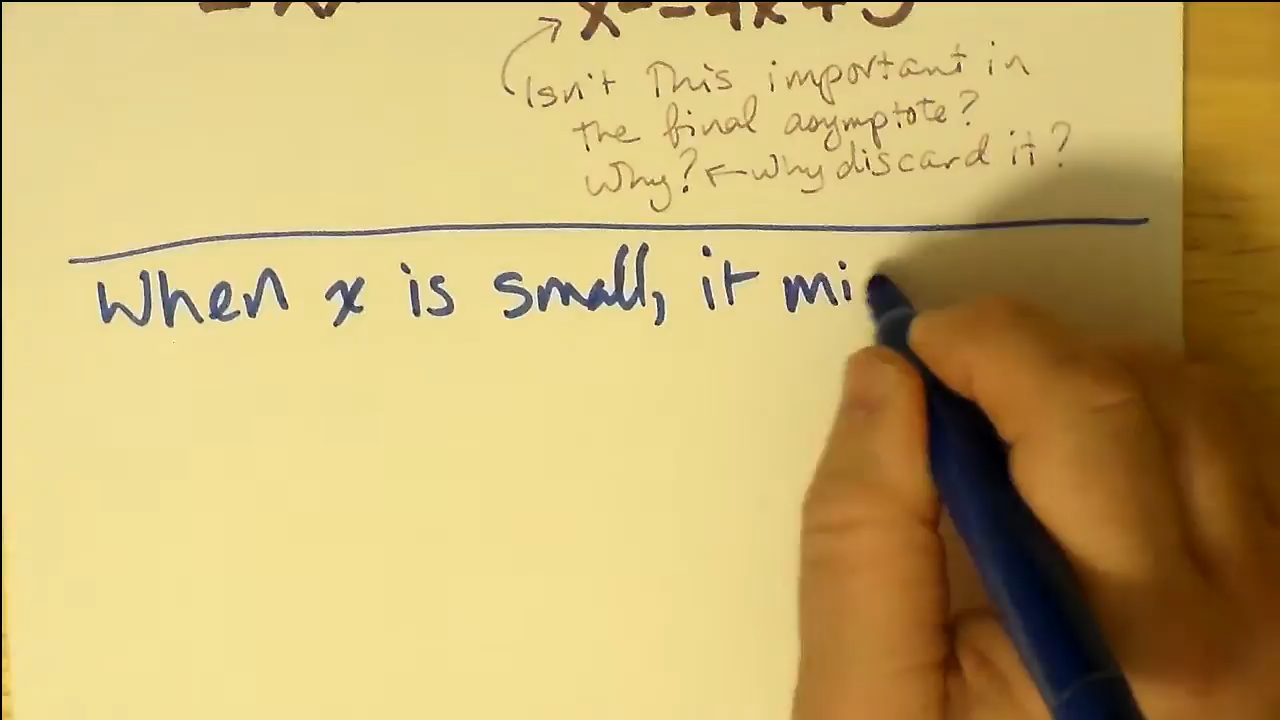 Isn't This important in
the final asymptote?
Why? ← why discard it?
When x is small, it mi